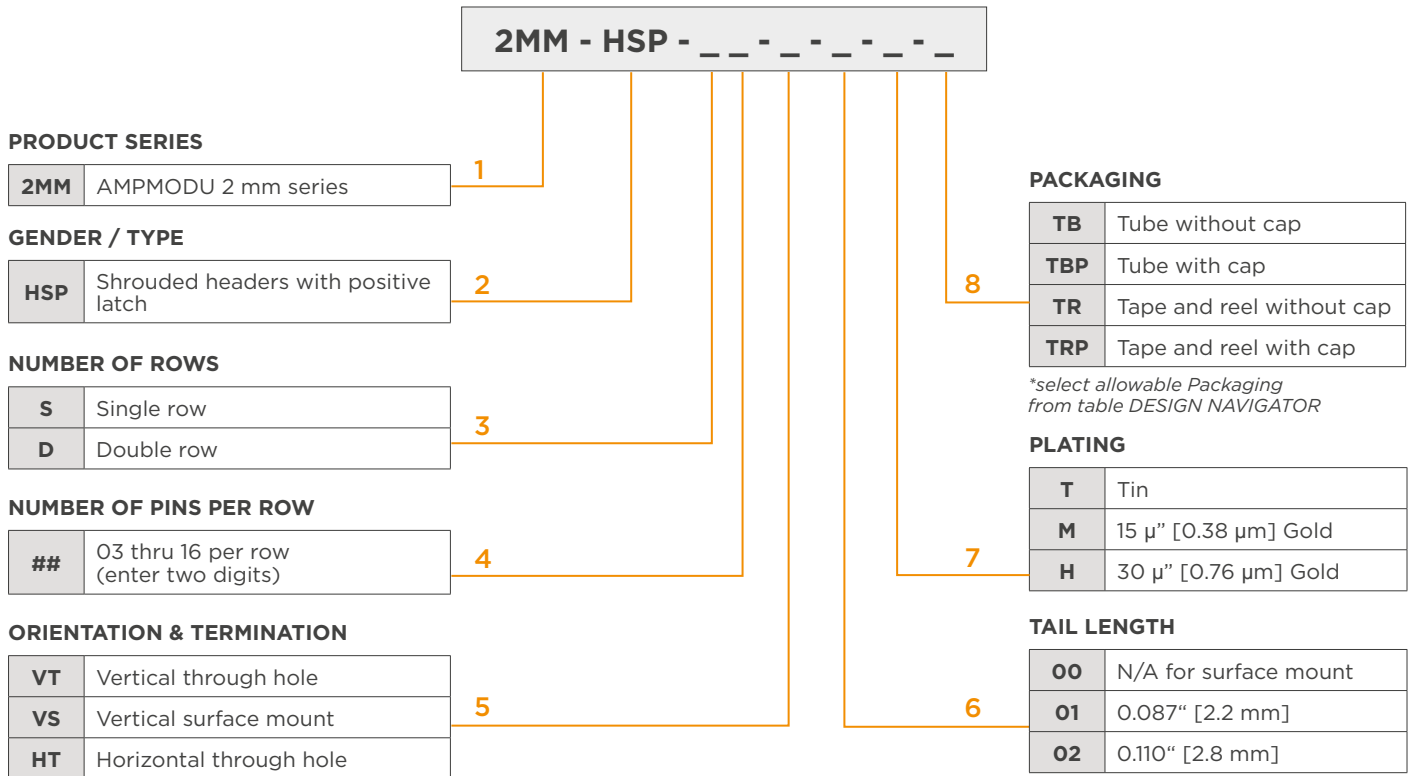 2MM - HSP - _ _ - _ - _ - _ - _
PRODUCT SERIES
2MM AMPMODU 2 mm series
1
GENDER / TYPE
HSP Shrouded headers with positive
latch
2
NUMBER OF ROWS
S Single row
D Double row
3
NUMBER OF PINS PER ROW
## 03 thru 16 per row
(enter two digits)
4
ORIENTATION & TERMINATION
VT Vertical through hole
VS Vertical surface mount
HT Horizontal through hole
5
PACKAGING
TB Tube without cap
TBP Tube with cap
TR Tape and reel without cap
TRP Tape and reel with cap
8
*select allowable Packaging
from table DESIGN NAVIGATOR
PLATING
T Tin
M 15 µ” [0.38 µm] Gold
H 30 µ” [0.76 µm] Gold
7
TAIL LENGTH
00 N/A for surface mount
01 0.087“ [2.2 mm]
02 0.110“ [2.8 mm]
6